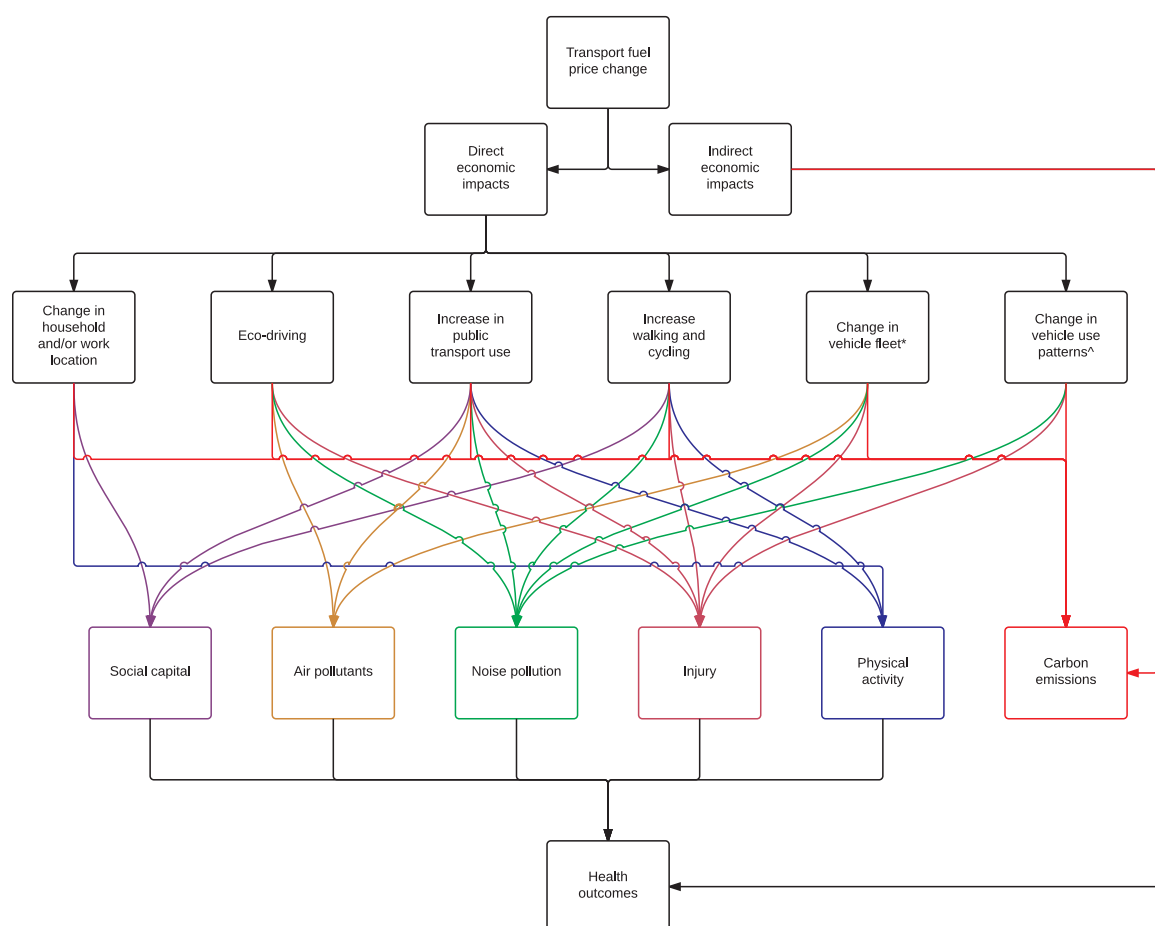 Transport fuel
price change
Direct
economic
impacts
Indirect
economic
impacts
Change in
household
and/or work
location
Eco-driving
Increase in
public
transport use
Increase
walking and
cycling
Change in
vehicle fleet*
Change in
vehicle use
patterns^
Social capital
Air pollutants
Noise pollution
Injury
Physical
activity
Carbon
emissions
Health
outcomes